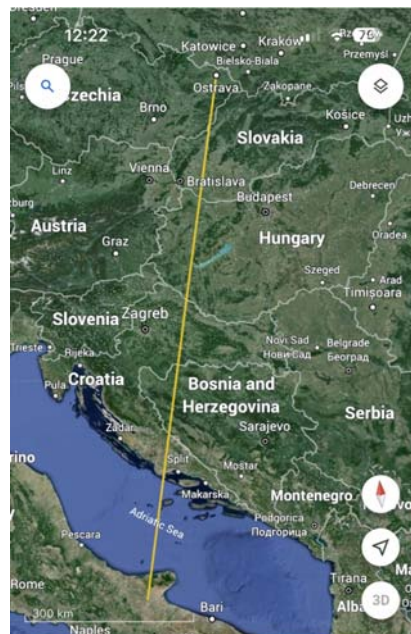 12:22
79
Prague
Katowice
Kraków
Przemyśl
Bielsko-Biala
Ostrava
Zakopane
Czechia
Brno
Košice
Slovakia
Linz
Vienna
Bratislava
Budapest
Debrecen
Austria
Graz
Hungary
Oradea
Szeged
Arad
Timișoara
Slovenia
Zagreb
Trieste
Rijeka
Novi Sad
Нови Сад
Belgrade
Београд
Pula
Croatia
Bosnia and
Herzegovina
Serbia
Zadar
Sarajevo
Split
Mostar
Makarska
Montenegro
Adriatic Sea
Podgorica
Подгорица
Pescara
Tirana
Rome
Bari
300 km
Naples
3D